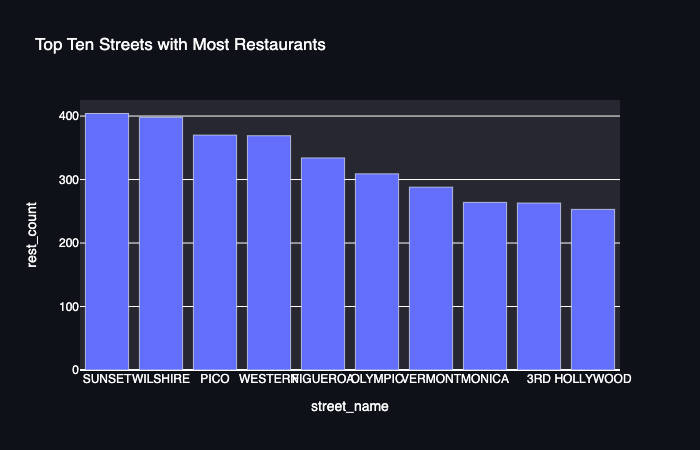 Top Ten Streets with Most Restaurants
400
300
200
100
0
rest_count
SUNSET WILSHIRE PICO WESTERN FIGUEROA OLYMPIC VERMONT MONICA 3RD HOLLYWOOD
street_name